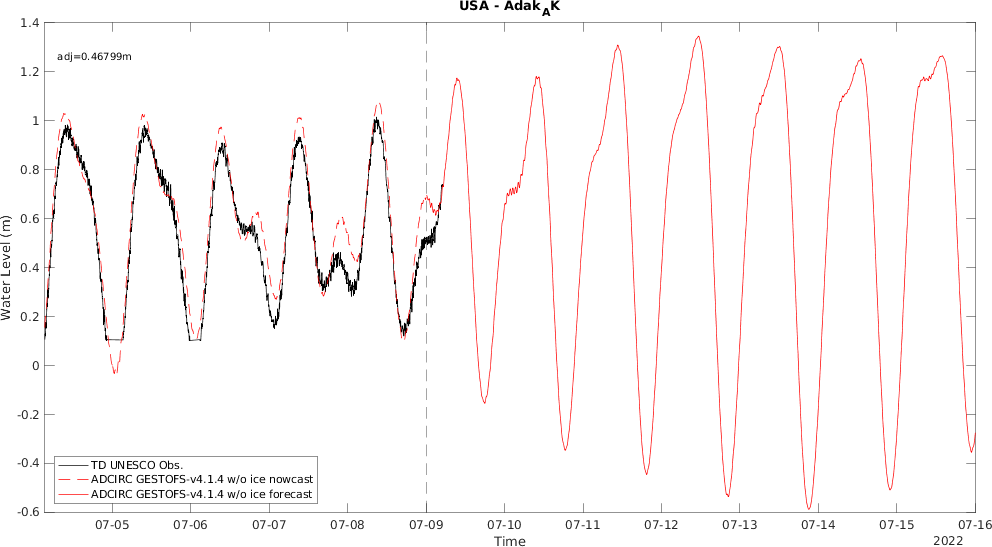 USA - Adak_AK
adj=0.46799m
1.4
1.2
1
0.8
0.6
0.4
0.2
0
-0.2
-0.4
-0.6
Water Level (m)
TD UNESCO Obs.
ADCIRC GESTOFS-v4.1.4 w/o ice nowcast
ADCIRC GESTOFS-v4.1.4 w/o ice forecast
07-05 07-06 07-07 07-08 07-09 07-10 07-11 07-12 07-13 07-14 07-15 07-16
Time
2022